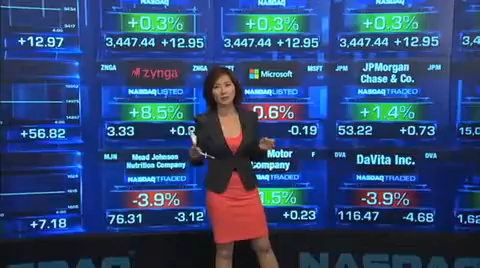 NASDAQ NASDAQ NASDAQ
+0.3% +0.3% +0.3%
+12.97 3,447.44 +12.95 3,447.44 +12.95 3,447.44 +12.95
ZNGA zynga Microsoft MSFT JPM JPMorgan Chase & Co.
NASDAQ LISTED NASDAQ LISTED NASDAQ TRADED
+8.5% 0.6% +1.4%
+56.82 3.33 -0.19 53.22 +0.73
MJN Mead Johnson Nutrition Company Motor Company F DVA DaVita Inc. DVA
NASDAQ TRADED NASDAQ TRADED
-3.9% .5% -3.9%
+7.18 76.31 -3.12 +0.23 116.47 -4.68
DAQ NASDAQ